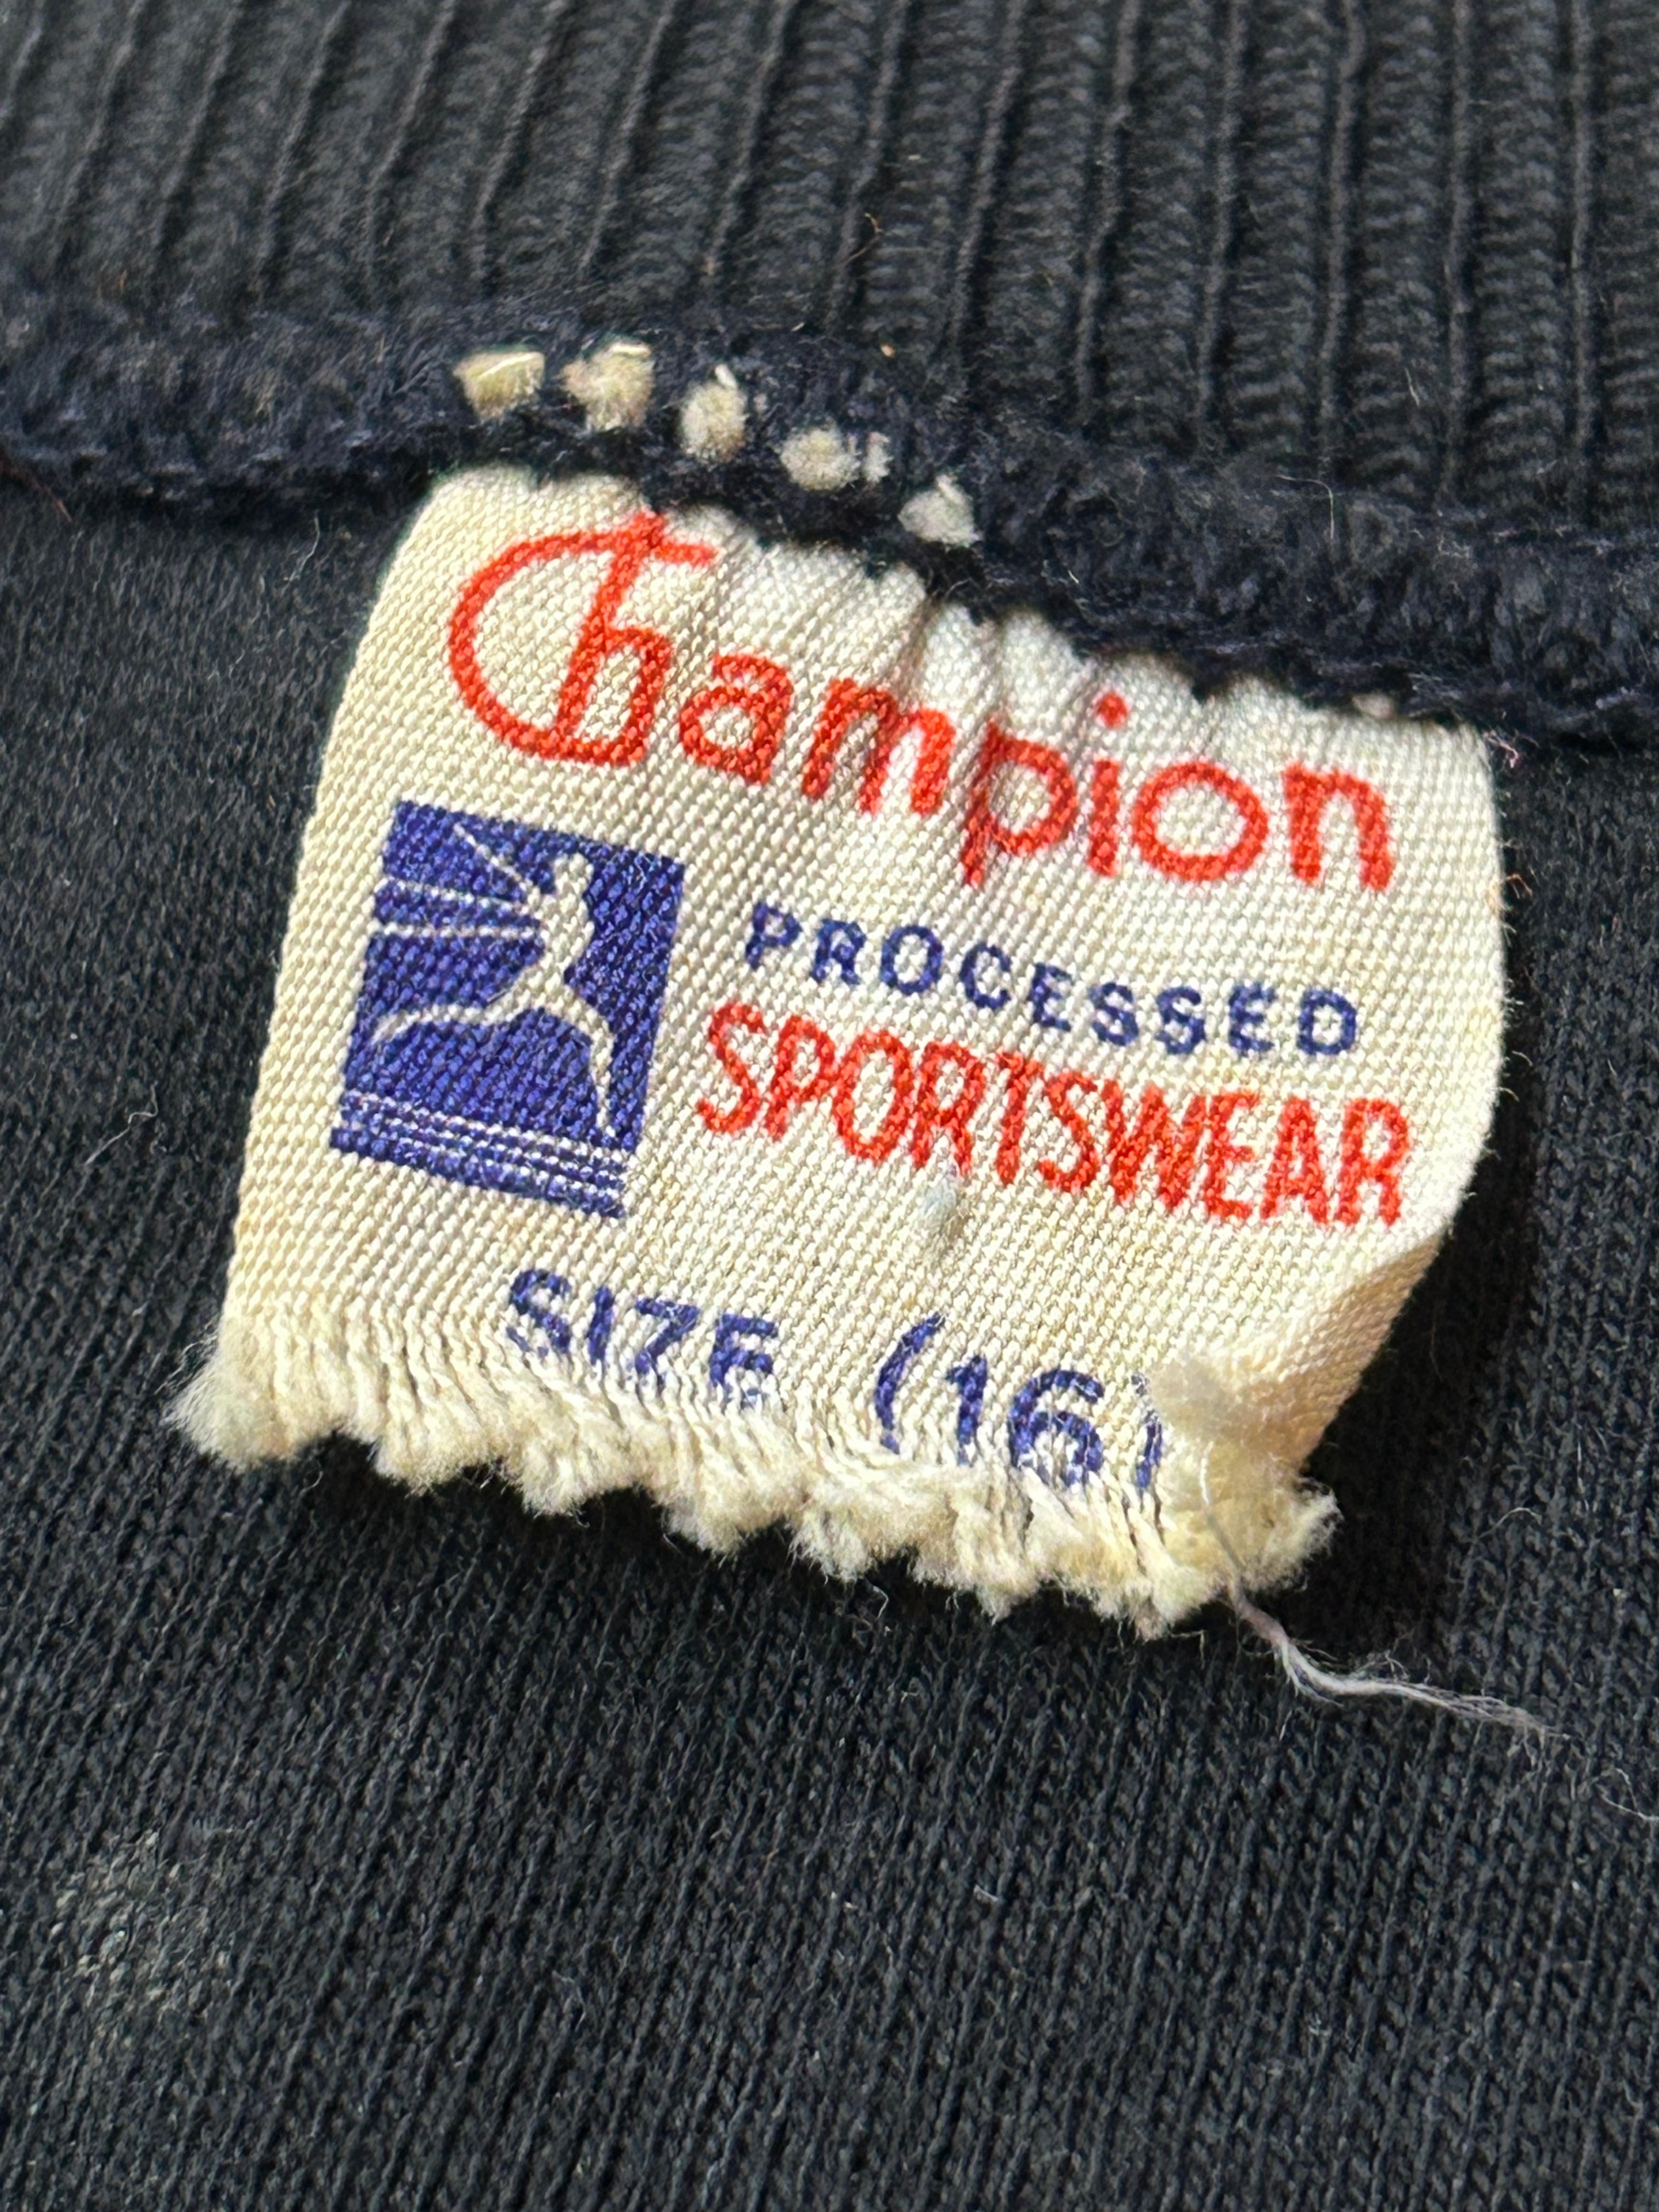 Champion
PROCESSED
SPORTSWEAR
SIZE (16)